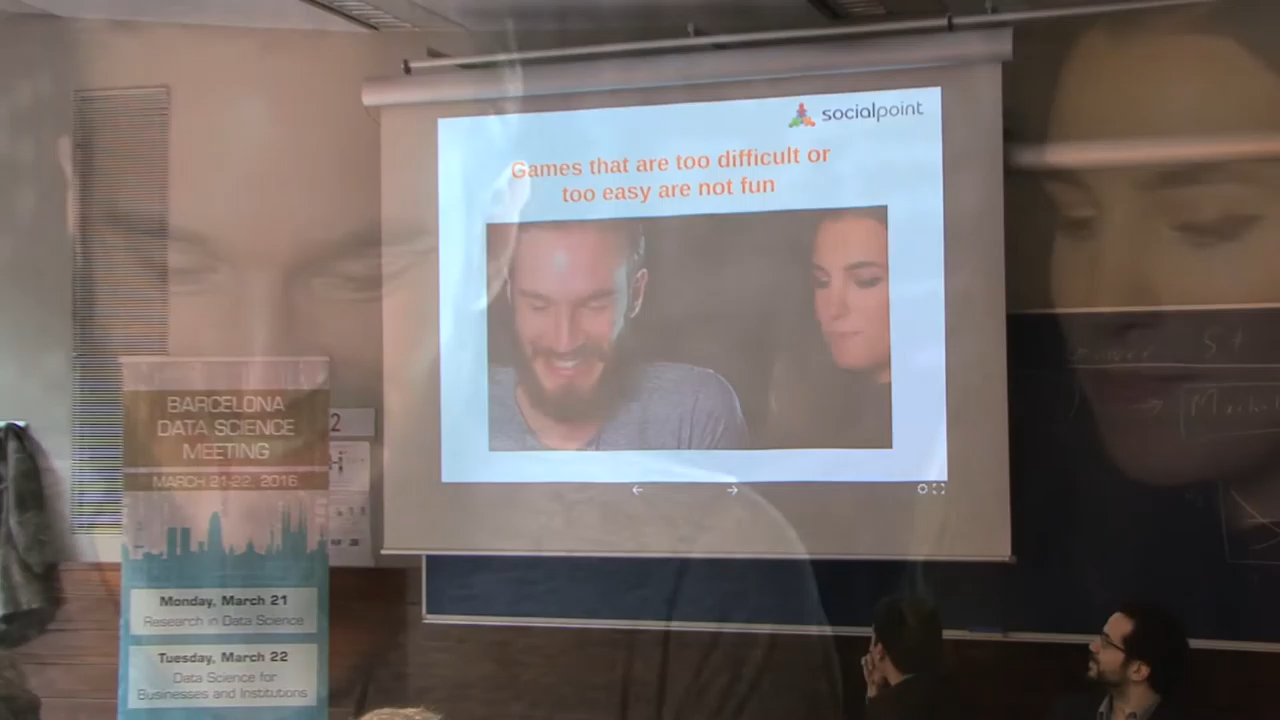 socialpoint
Games that are too difficult or
too easy are not fun
BARCELONA
DATA SCIENCE
MEETING
MARCH 21-22, 2016
2
Monday, March 21
Research in Data Science
Tuesday, March 22
Data Science for
Businesses and Institutions